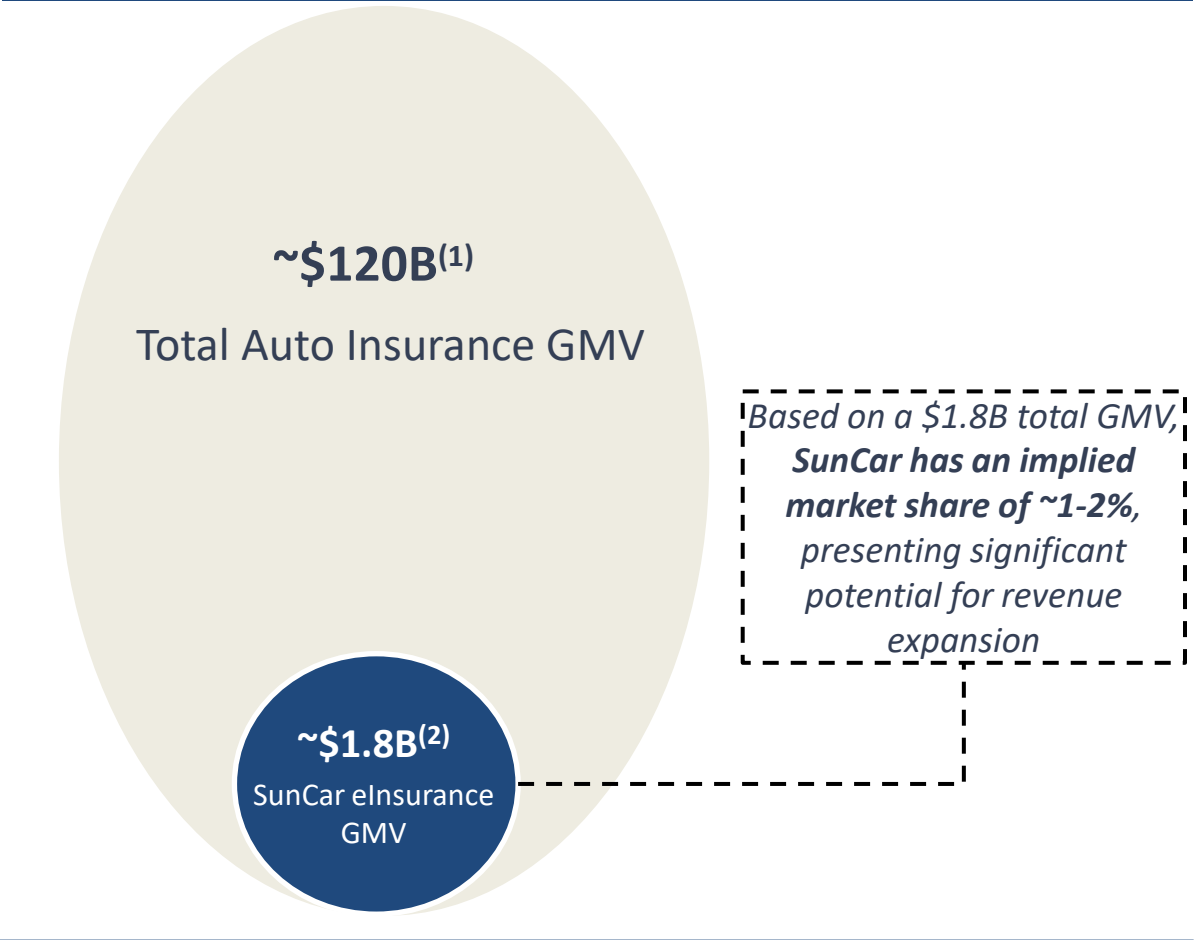 ~$120B(1)
Total Auto Insurance GMV
Based on a $1.8B total GMV,
SunCar has an implied
market share of ~1-2%,
presenting significant
potential for revenue
expansion
~$1.8B(2)
SunCar eInsurance
GMV